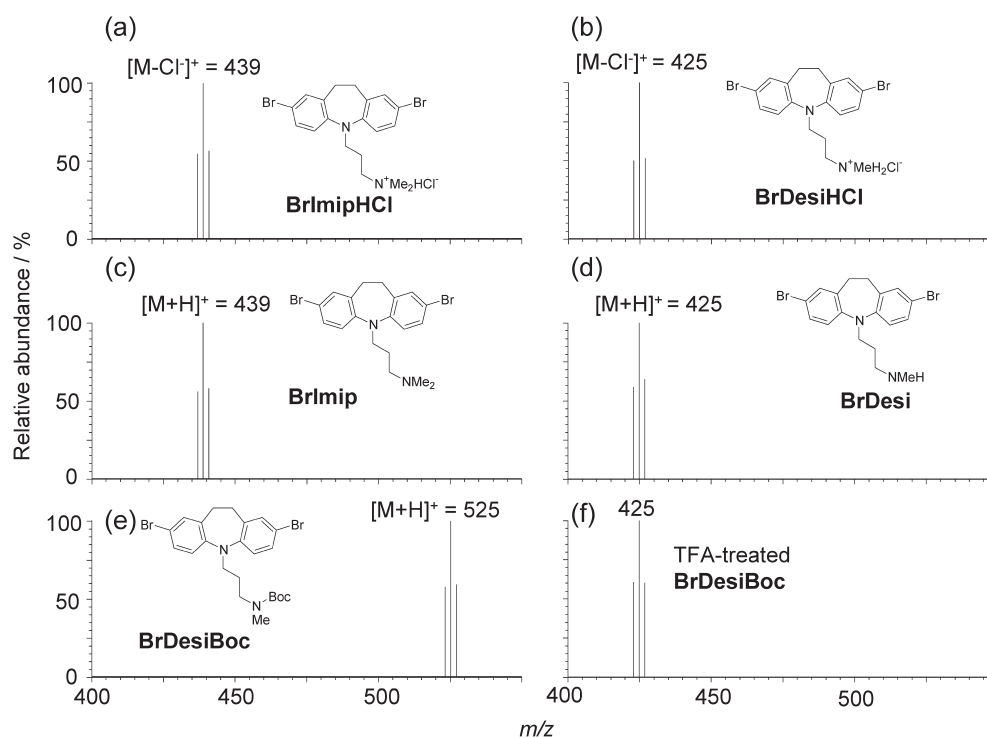 (a)
[M-Cl⁻]⁺ = 439
100
50
0
Br
Br
N
N⁺Me₂HCl⁻
BrImipHCl
(b)
[M-Cl⁻]⁺ = 425
Br
Br
N
N⁺MeH₂Cl⁻
BrDesiHCl
Relative abundance / %
(c)
[M+H]⁺ = 439
100
50
0
Br
Br
N
NMe₂
BrImip
(d)
[M+H]⁺ = 425
Br
Br
N
NMeH
BrDesi
(e)
[M+H]⁺ = 525
100
50
0
Br
Br
N
Boc
N
Me
BrDesiBoc
400
450
500
(f)
425
TFA-treated
BrDesiBoc
400
450
500
m/z